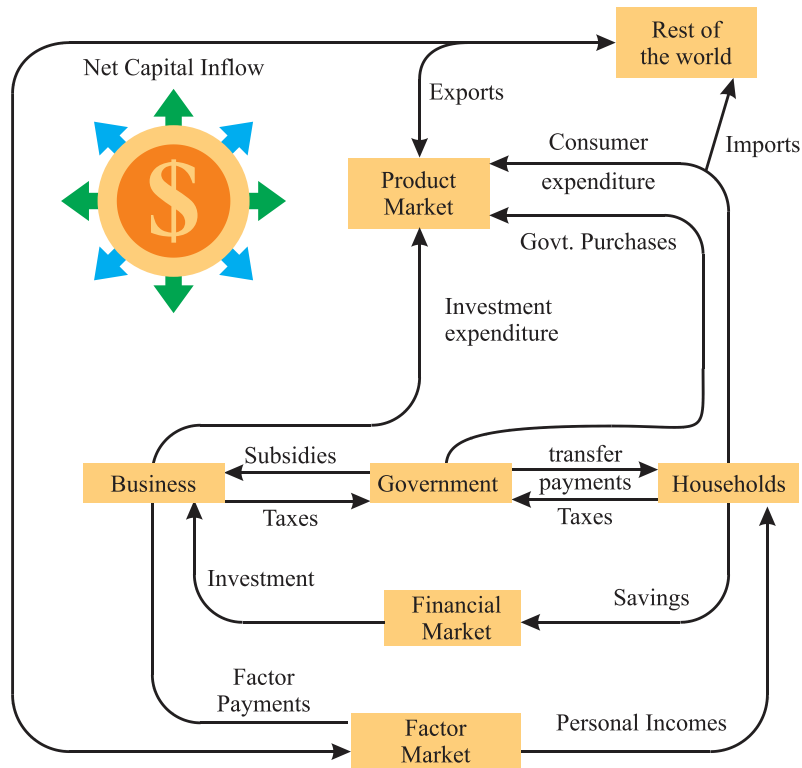 Rest of
the world
Net Capital Inflow
Exports
Consumer
expenditure
Imports
Product
Market
$
Govt. Purchases
Investment
expenditure
Subsidies
transfer
payments
Business
Government
Households
Taxes
Taxes
Investment
Financial
Market
Savings
Factor
Payments
Factor
Market
Personal Incomes